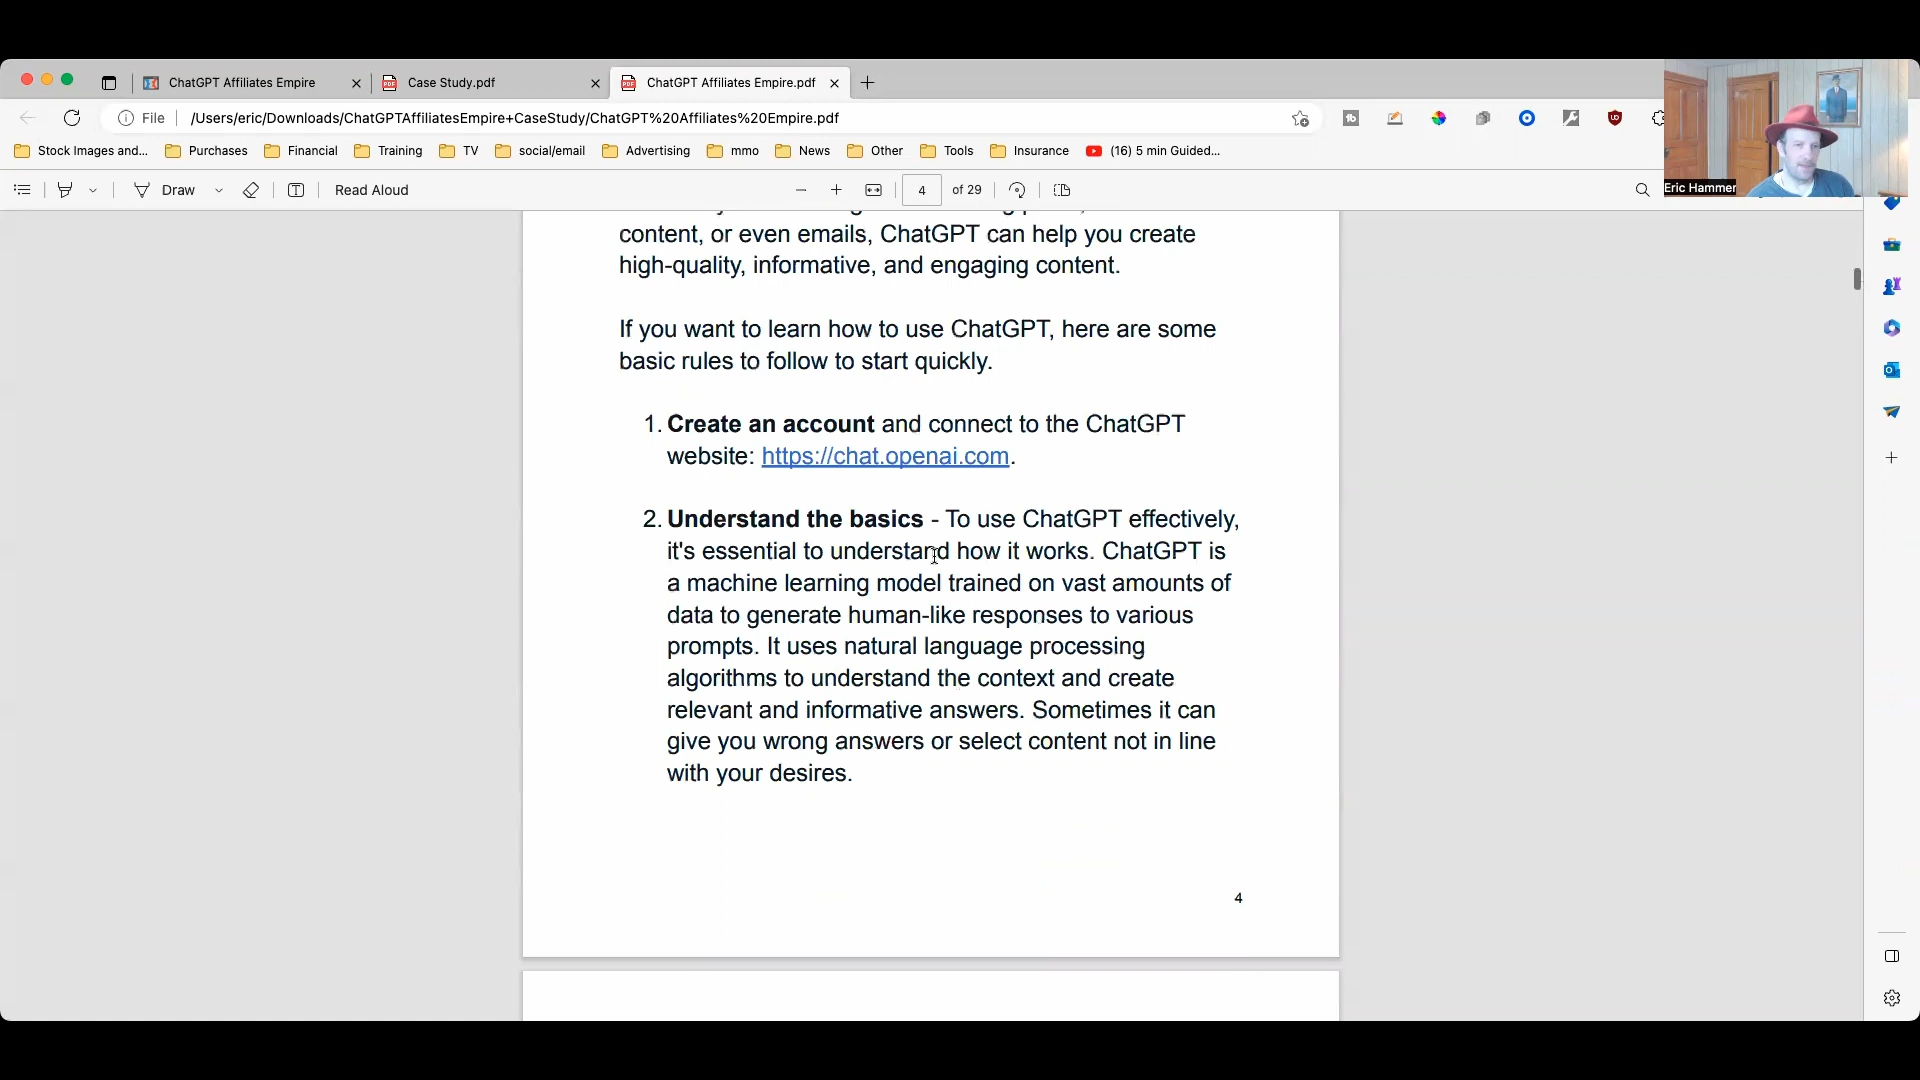 ChatGPT Affiliates Empire
Case Study.pdf
ChatGPT Affiliates Empire.pdf
File
/Users/eric/Downloads/ChatGPTAffiliatesEmpire+CaseStudy/ChatGPT%20Affiliates%20Empire.pdf
Stock Images and...
Purchases
Financial
Training
TV
social/email
Advertising
mmo
News
Other
Tools
Insurance
(16) 5 min Guided...
Draw
Read Aloud
4
of 29
Eric Hammer
content, or even emails, ChatGPT can help you create
high-quality, informative, and engaging content.
If you want to learn how to use ChatGPT, here are some
basic rules to follow to start quickly.
1. Create an account and connect to the ChatGPT
website: https://chat.openai.com.
2. Understand the basics - To use ChatGPT effectively,
it's essential to understand how it works. ChatGPT is
a machine learning model trained on vast amounts of
data to generate human-like responses to various
prompts. It uses natural language processing
algorithms to understand the context and create
relevant and informative answers. Sometimes it can
give you wrong answers or select content not in line
with your desires.
4